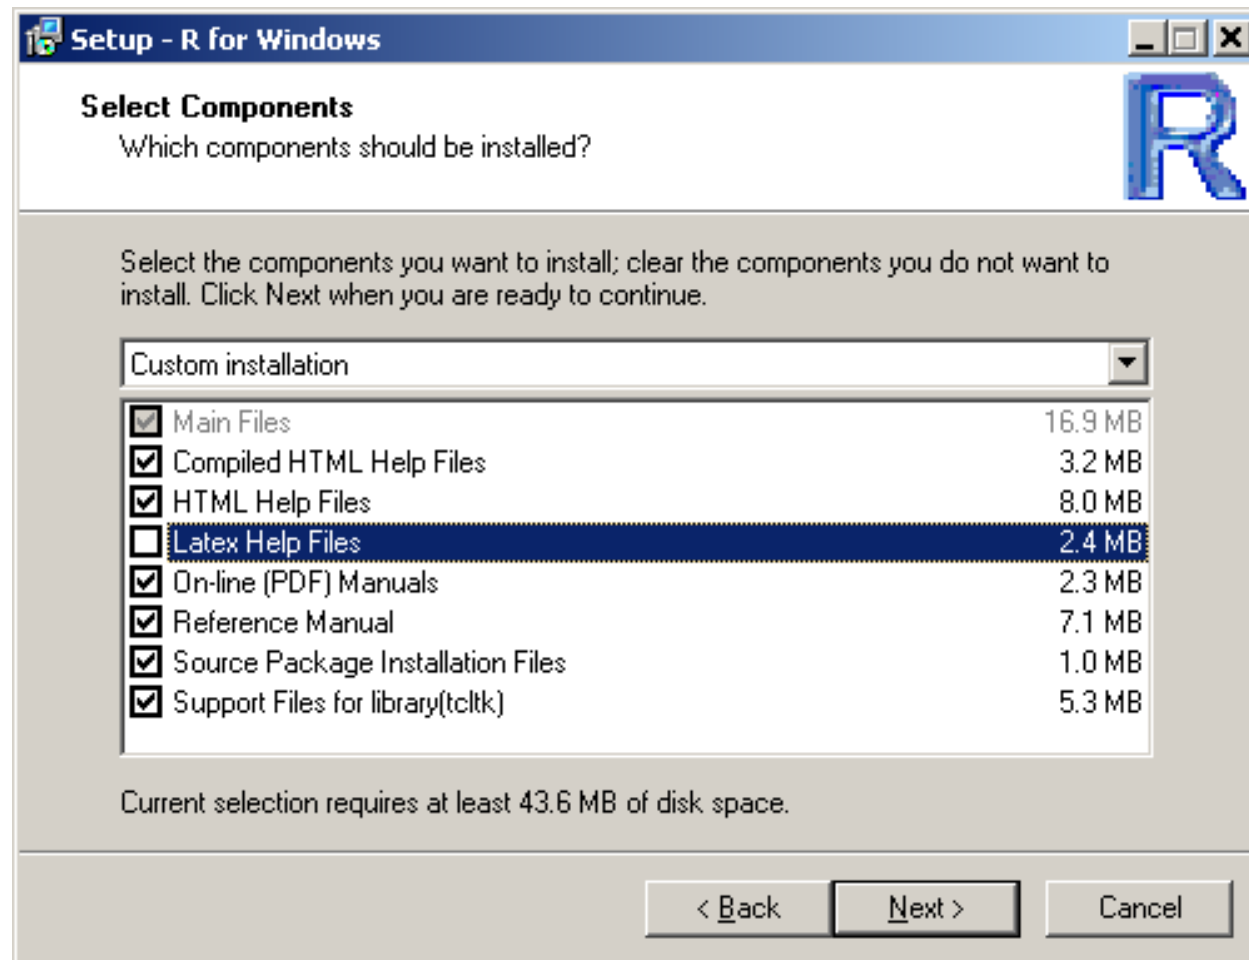 Setup - R for Windows
Select Components
Which components should be installed?
R
Select the components you want to install; clear the components you do not want to
install. Click Next when you are ready to continue.
Custom installation
Main Files 16.9 MB
Compiled HTML Help Files 3.2 MB
HTML Help Files 8.0 MB
Latex Help Files 2.4 MB
On-line (PDF) Manuals 2.3 MB
Reference Manual 7.1 MB
Source Package Installation Files 1.0 MB
Support Files for library(tcltk) 5.3 MB
Current selection requires at least 43.6 MB of disk space.
< Back Next > Cancel